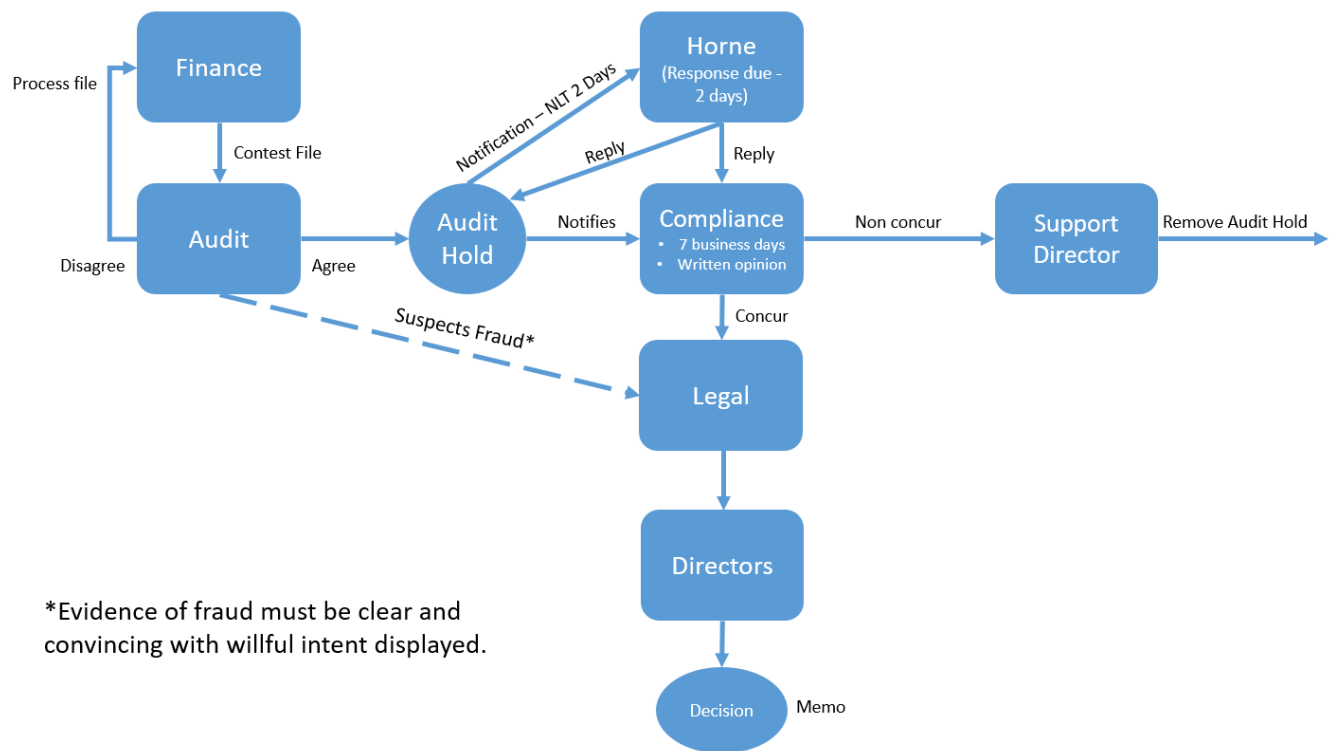 Horne
(Response due -
2 days)
Finance
Process file
Notification – NLT 2 Days
Contest File
Reply
Reply
Audit
Audit
Hold
Notifies
Compliance
• 7 business days
• Written opinion
Non concur
Support
Director
Remove Audit Hold
Disagree
Agree
Suspects Fraud*
Concur
Legal
Directors
*Evidence of fraud must be clear and
convincing with willful intent displayed.
Decision
Memo